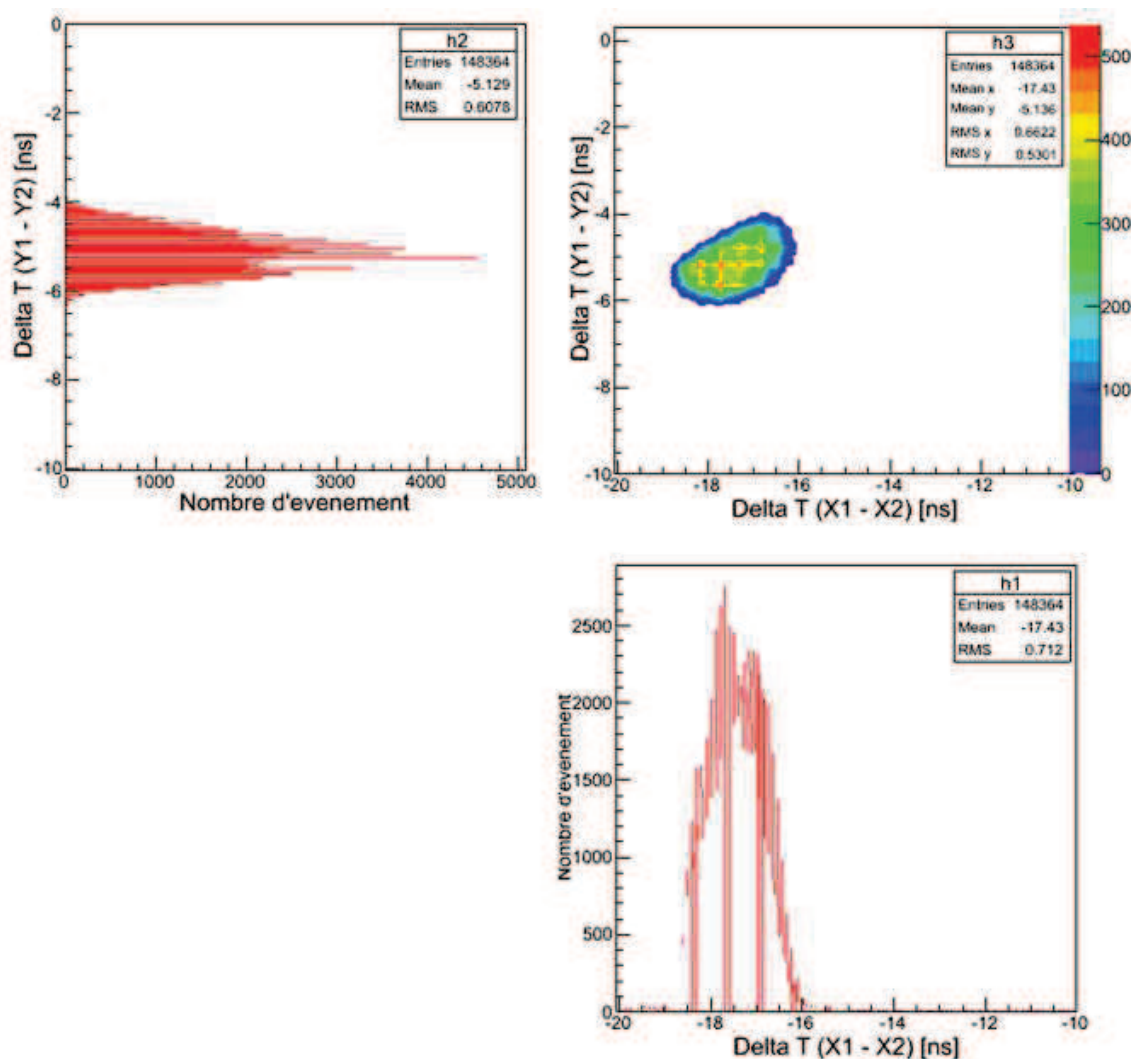 h2
Entries 148364
Mean -5.129
RMS 0.6078
0
-2
-4
-6
-8
-10
Delta T (Y1 - Y2) [ns]
0 1000 2000 3000 4000 5000
Nombre d'evenement
h3
Entries 148364
Mean x -17.43
Mean y -5.136
RMS x 0.6622
RMS y 0.5301
0
-2
-4
-6
-8
-10
Delta T (Y1 - Y2) [ns]
-20 -18 -16 -14 -12 -10
Delta T (X1 - X2) [ns]
500
400
300
200
100
0
h1
Entries 148364
Mean -17.43
RMS 0.712
2500
2000
1500
1000
500
0
Nombre d'evenement
-20 -18 -16 -14 -12 -10
Delta T (X1 - X2) [ns]